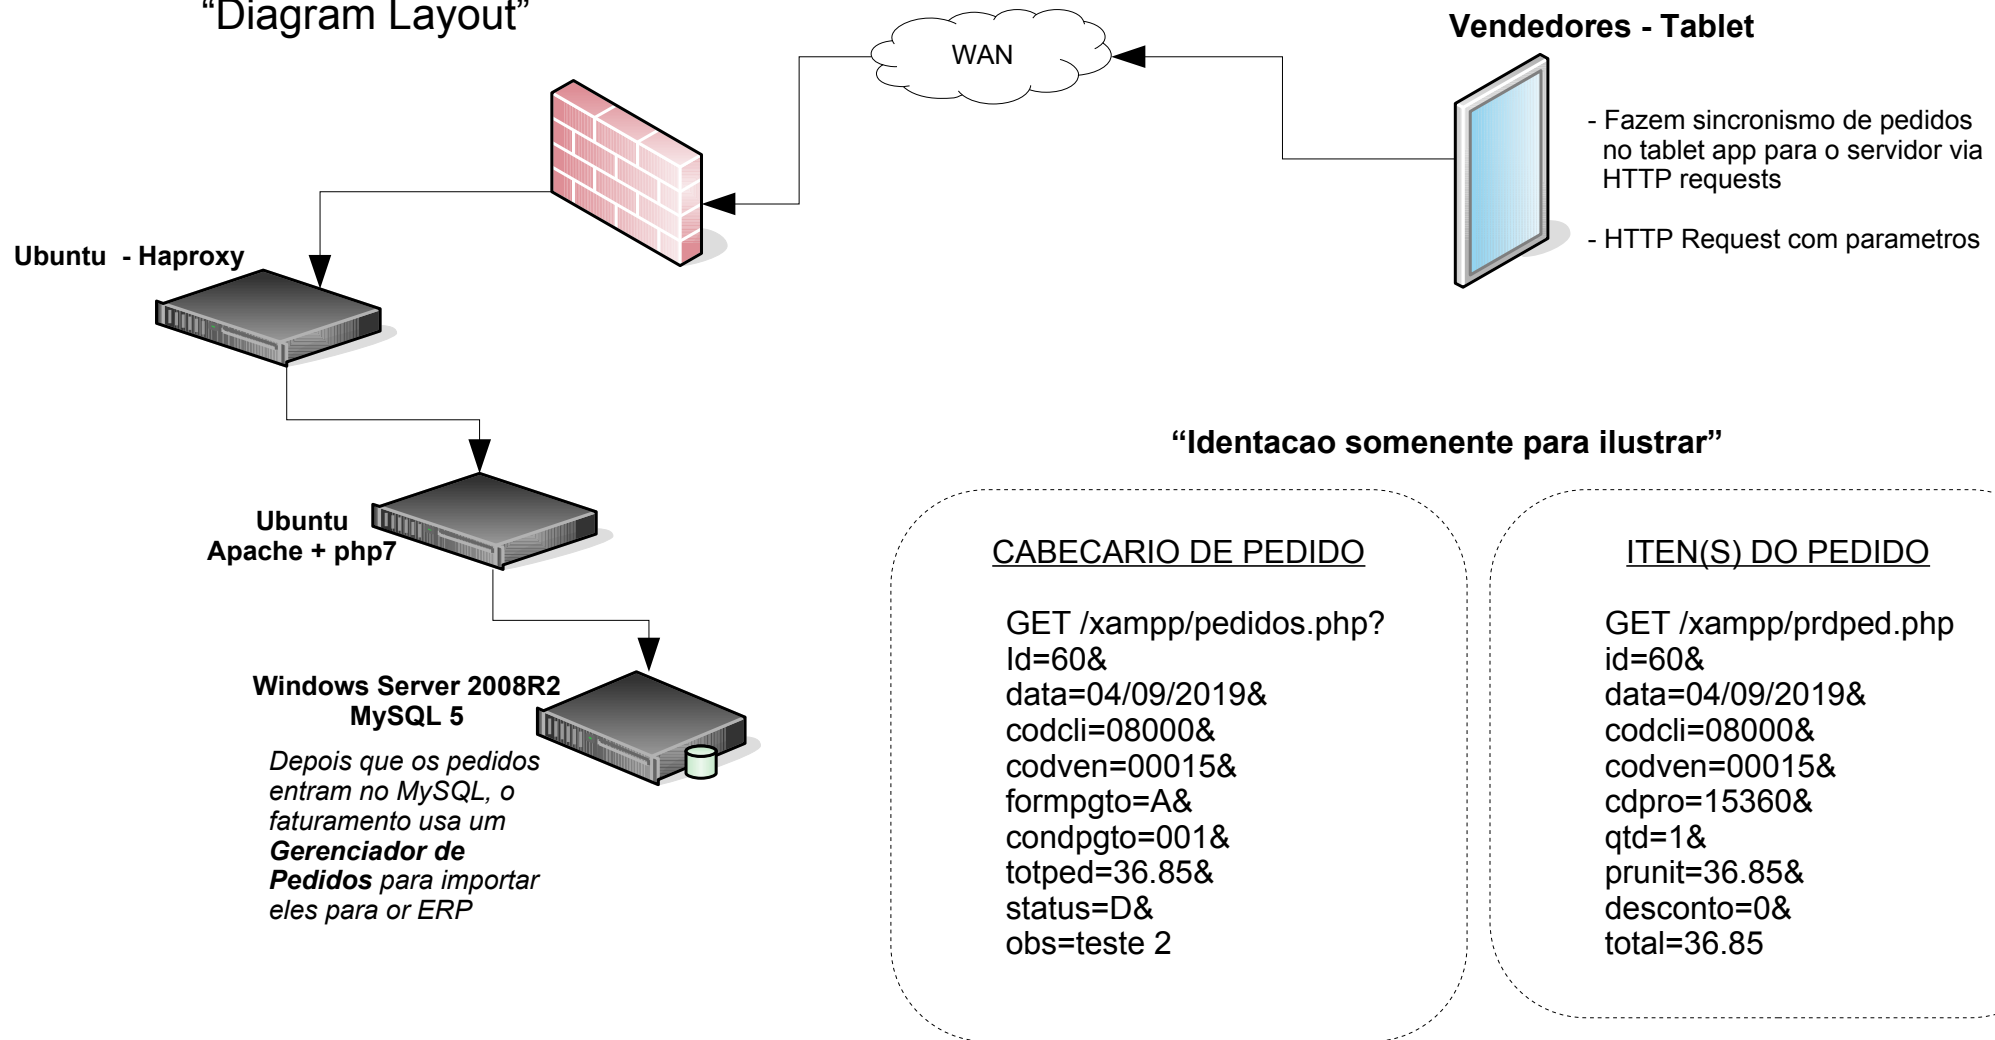 “Diagram Layout”
WAN
Vendedores - Tablet
- Fazem sincronismo de pedidos
no tablet app para o servidor via
HTTP requests
- HTTP Request com parametros
Ubuntu - Haproxy
Ubuntu
Apache + php7
Windows Server 2008R2
MySQL 5
Depois que os pedidos
entram no MySQL, o
faturamento usa um
Gerenciador de
Pedidos para importar
eles para or ERP
“Identacao somenente para ilustrar”
CABECARIO DE PEDIDO
GET /xampp/pedidos.php?
Id=60&
data=04/09/2019&
codcli=08000&
codven=00015&
formpgto=A&
condpgto=001&
totped=36.85&
status=D&
obs=teste 2
ITEN(S) DO PEDIDO
GET /xampp/prdped.php
id=60&
data=04/09/2019&
codcli=08000&
codven=00015&
cdpro=15360&
qtd=1&
prunit=36.85&
desconto=0&
total=36.85